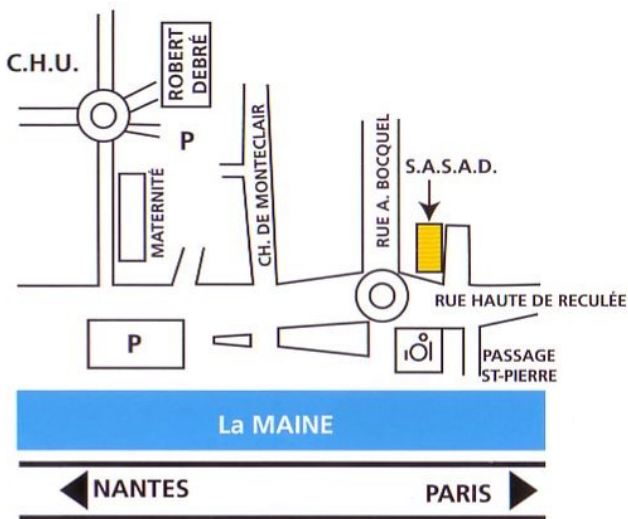 C.H.U.
ROBERT
DEBRÉ
P
MATERNITÉ
CH. DE MONTECLAIR
RUE A. BOCQUEL
S.A.S.A.D.
RUE HAUTE DE RECULÉE
P
PASSAGE
ST-PIERRE
La MAINE
NANTES
PARIS